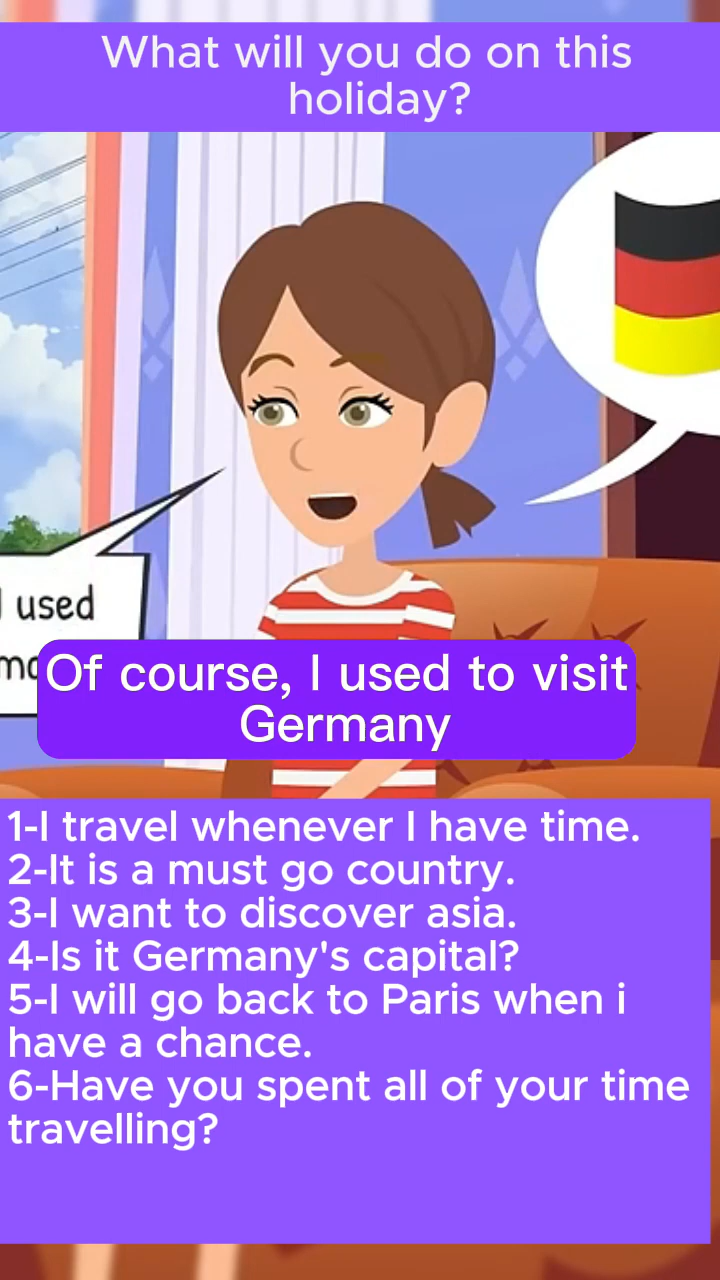 What will you do on this
holiday?
used
Of course, I used to visit
Germany
1-I travel whenever I have time.
2-It is a must go country.
3-I want to discover asia.
4-Is it Germany's capital?
5-I will go back to Paris when i
have a chance.
6-Have you spent all of your time
travelling?